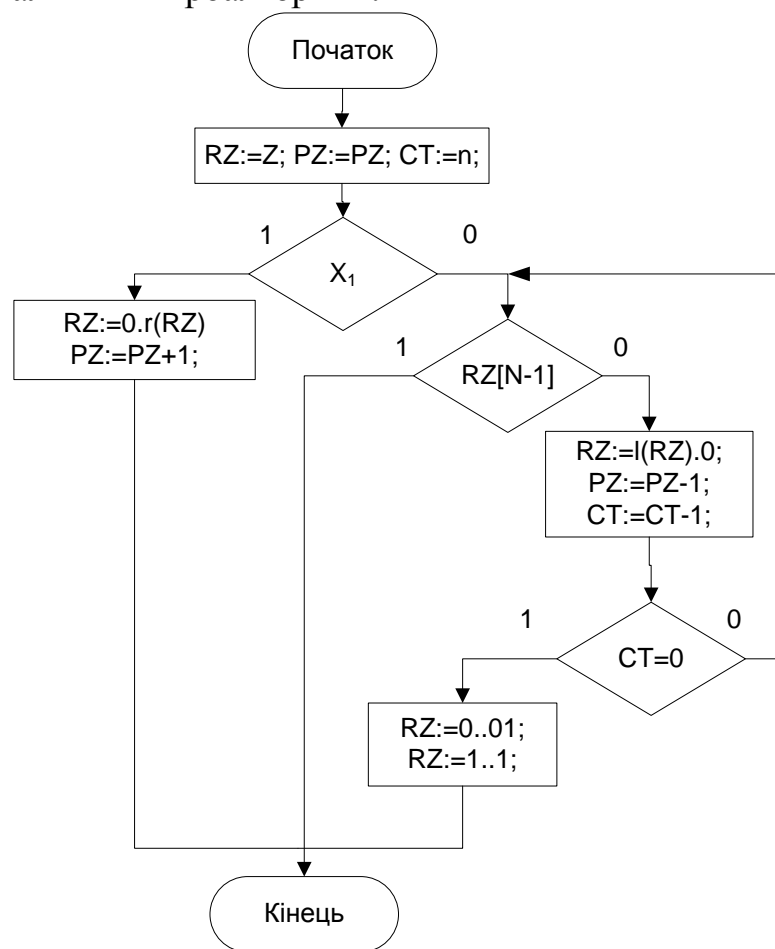 Початок
RZ:=Z; PZ:=PZ; CT:=n;
1
0
X₁
RZ:=0.r(RZ)
PZ:=PZ+1;
1
0
RZ[N-1]
RZ:=l(RZ).0;
PZ:=PZ-1;
CT:=CT-1;
1
0
CT=0
RZ:=0..01;
RZ:=1..1;
Кінець